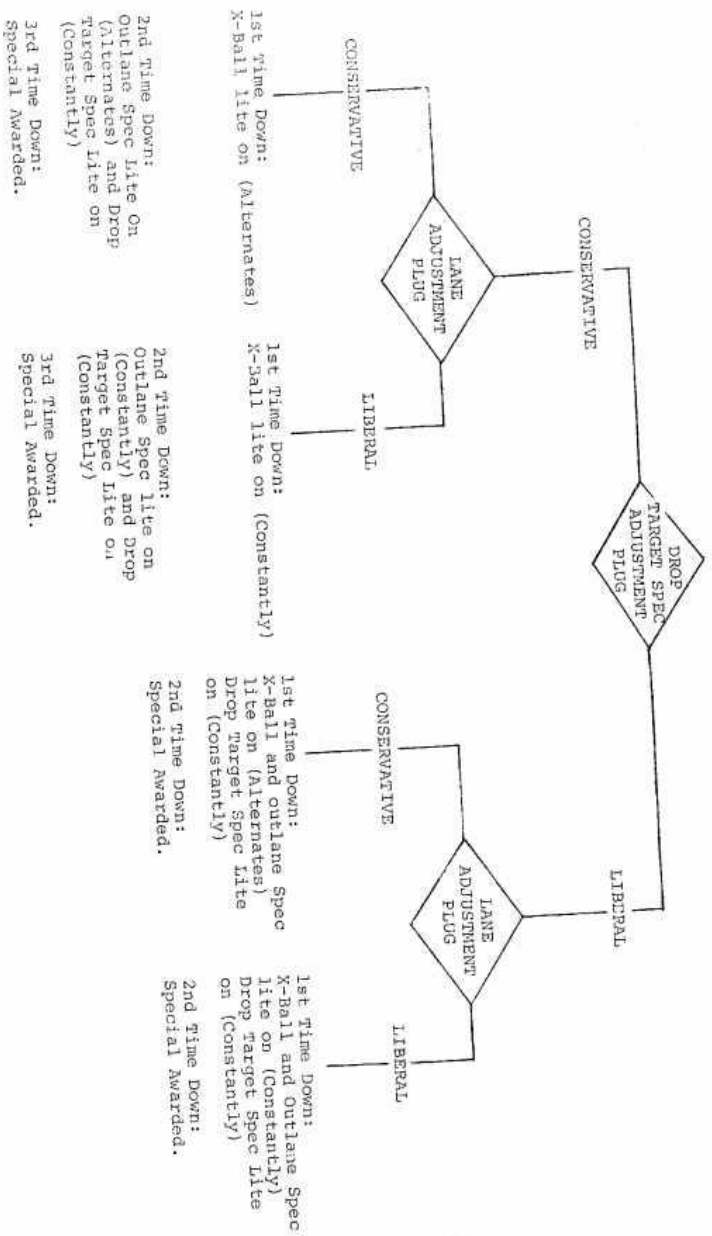 DROP
TARGET SPEC
ADJUSTMENT
PLUG
CONSERVATIVE
LIBERAL
LANE
ADJUSTMENT
PLUG
LANE
ADJUSTMENT
PLUG
CONSERVATIVE
LIBERAL
CONSERVATIVE
LIBERAL
1st Time Down:
X-Ball lite on (Alternates)
2nd Time Down:
Outlane Spec Lite On
(Alternates) and Drop
Target Spec Lite on
(Constantly)
3rd Time Down:
Special Awarded.
1st Time Down:
X-Ball lite on (Constantly)
2nd Time Down:
Outlane Spec lite on
(Constantly) and Drop
Target Spec Lite on
(Constantly)
3rd Time Down:
Special Awarded.
1st Time Down:
X-Ball and outlane Spec
lite on (Alternates)
Drop Target Spec Lite
on (Constantly)
2nd Time Down:
Special Awarded.
1st Time Down:
X-Ball and Outlane Spec
lite on (Constantly)
Drop Target Spec Lite
on (Constantly)
2nd Time Down:
Special Awarded.